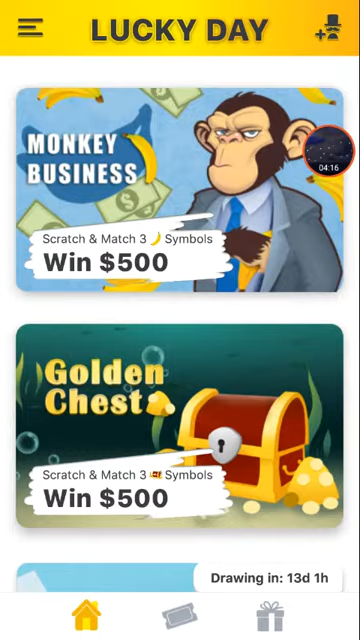 LUCKY DAY
MONKEY
BUSINESS
04:16
Scratch & Match 3 🍌 Symbols
Win $500
Golden
Chest
Scratch & Match 3 Symbols
Win $500
Drawing in: 13d 1h